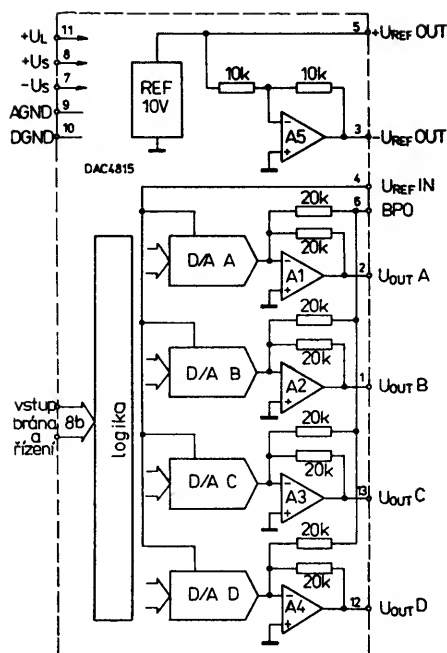 +UL 11
+US 8
-US 7
AGND 9
DGND 10
DAC4815
REF
10V
5 +UREF OUT
10k 10k
A5
3 -UREF OUT
4 UREF IN
6 BPO
20k
20k
D/A A
A1
2 UOUT A
20k
20k
D/A B
A2
1 UOUT B
20k
20k
D/A C
A3
13 UOUT C
20k
20k
D/A D
A4
12 UOUT D
vstup
brána 8b
a
řízení
logika